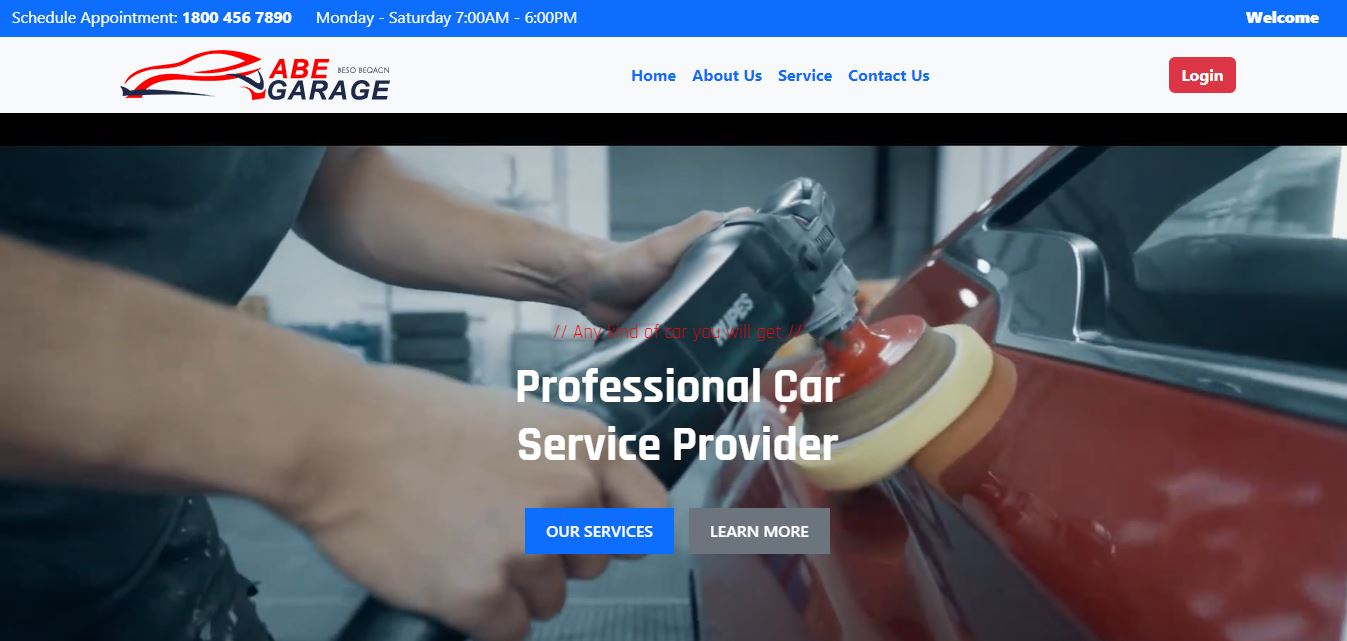 Schedule Appointment: 1800 456 7890 Monday - Saturday 7:00AM - 6:00PM Welcome
ABE BESO BEQAGN
GARAGE
Home About Us Service Contact Us Login
RUPES
// Any kind of car you will get //
Professional Car
Service Provider
OUR SERVICES LEARN MORE